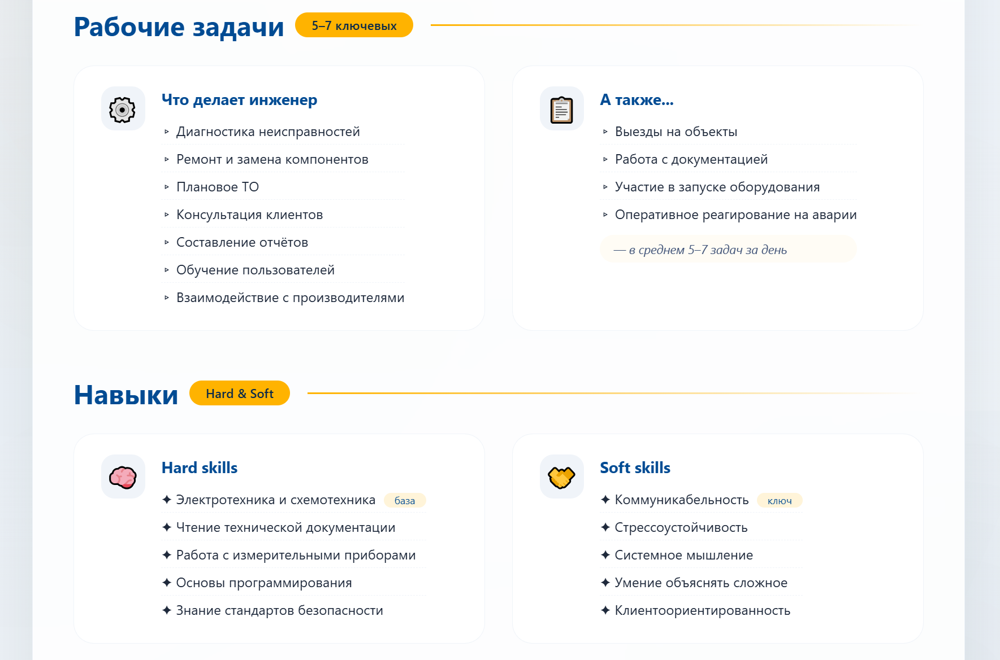 Рабочие задачи
5–7 ключевых
Что делает инженер
▹ Диагностика неисправностей
▹ Ремонт и замена компонентов
▹ Плановое ТО
▹ Консультация клиентов
▹ Составление отчётов
▹ Обучение пользователей
▹ Взаимодействие с производителями
А также...
▹ Выезды на объекты
▹ Работа с документацией
▹ Участие в запуске оборудования
▹ Оперативное реагирование на аварии
— в среднем 5–7 задач за день
Навыки
Hard & Soft
Hard skills
✦ Электротехника и схемотехника база
✦ Чтение технической документации
✦ Работа с измерительными приборами
✦ Основы программирования
✦ Знание стандартов безопасности
Soft skills
✦ Коммуникабельность ключ
✦ Стрессоустойчивость
✦ Системное мышление
✦ Умение объяснять сложное
✦ Клиентоориентированность